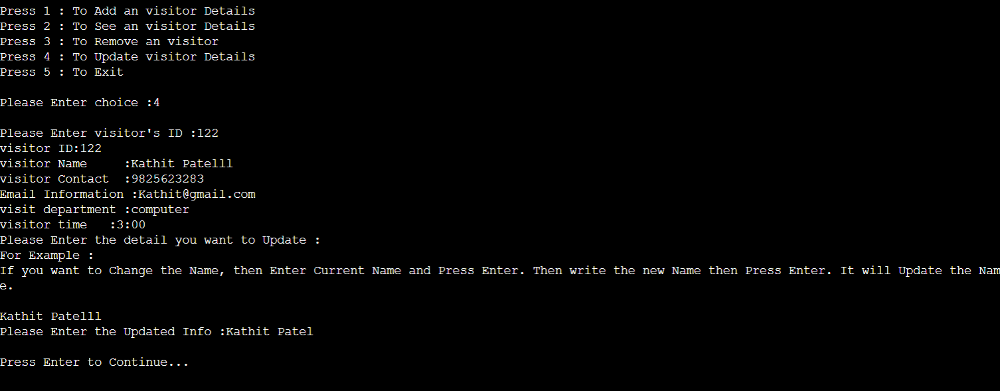 Press 1 : To Add an visitor Details
Press 2 : To See an visitor Details
Press 3 : To Remove an visitor
Press 4 : To Update visitor Details
Press 5 : To Exit
Please Enter choice :4
Please Enter visitor's ID :122
visitor ID:122
visitor Name     :Kathit Patelll
visitor Contact  :9825623283
Email Information :Kathit@gmail.com
visit department :computer
visitor time   :3:00
Please Enter the detail you want to Update :
For Example :
If you want to Change the Name, then Enter Current Name and Press Enter. Then write the new Name then Press Enter. It will Update the Nam
e.
Kathit Patelll
Please Enter the Updated Info :Kathit Patel
Press Enter to Continue...